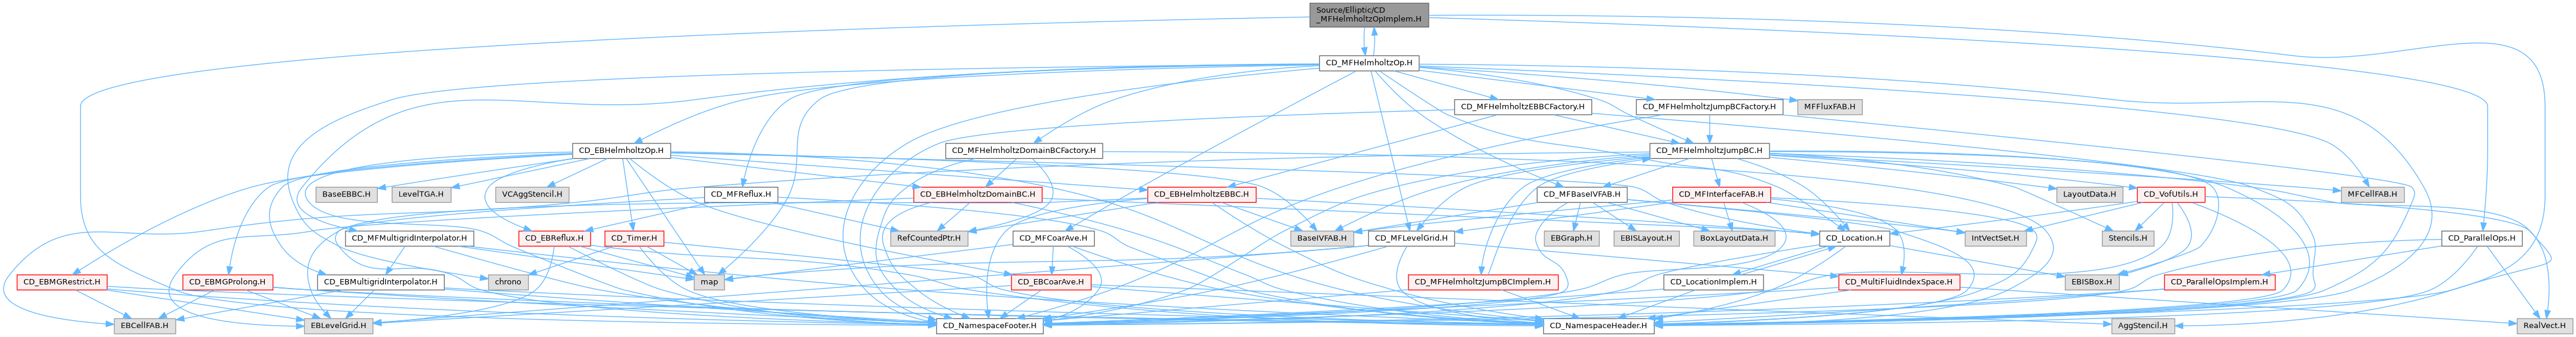 Source/Elliptic/CD
_MFHelmholtzOpImplem.H
CD_MFHelmholtzOp.H
CD_MFHelmholtzEBBCFactory.H
CD_MFHelmholtzJumpBCFactory.H
MFFluxFAB.H
CD_EBHelmholtzOp.H
CD_MFHelmholtzDomainBCFactory.H
CD_MFHelmholtzJumpBC.H
BaseEBBC.H
LevelTGA.H
VCAggStencil.H
CD_MFReflux.H
CD_EBHelmholtzDomainBC.H
CD_EBHelmholtzEBBC.H
CD_MFBaseIVFAB.H
CD_MFInterfaceFAB.H
LayoutData.H
CD_VofUtils.H
MFCellFAB.H
CD_MFMultigridInterpolator.H
CD_EBReflux.H
CD_Timer.H
RefCountedPtr.H
CD_MFCoarAve.H
BaseIVFAB.H
CD_MFLevelGrid.H
EBGraph.H
EBISLayout.H
BoxLayoutData.H
CD_Location.H
IntVectSet.H
Stencils.H
CD_ParallelOps.H
CD_EBMGRestrict.H
CD_EBMGProlong.H
CD_EBMultigridInterpolator.H
chrono
map
CD_EBCoarAve.H
CD_MFHelmholtzJumpBCImplem.H
CD_LocationImplem.H
CD_MultiFluidIndexSpace.H
EBISBox.H
CD_ParallelOpsImplem.H
EBCellFAB.H
EBLevelGrid.H
CD_NamespaceFooter.H
CD_NamespaceHeader.H
AggStencil.H
RealVect.H